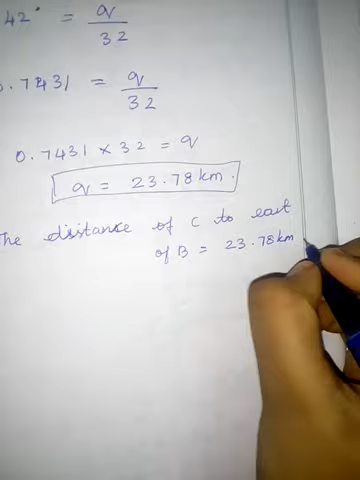 42° = q/32
0.7431 = q/32
0.7431 × 32 = q
q = 23.78 km.
The distance of C to east
of B = 23.78 km